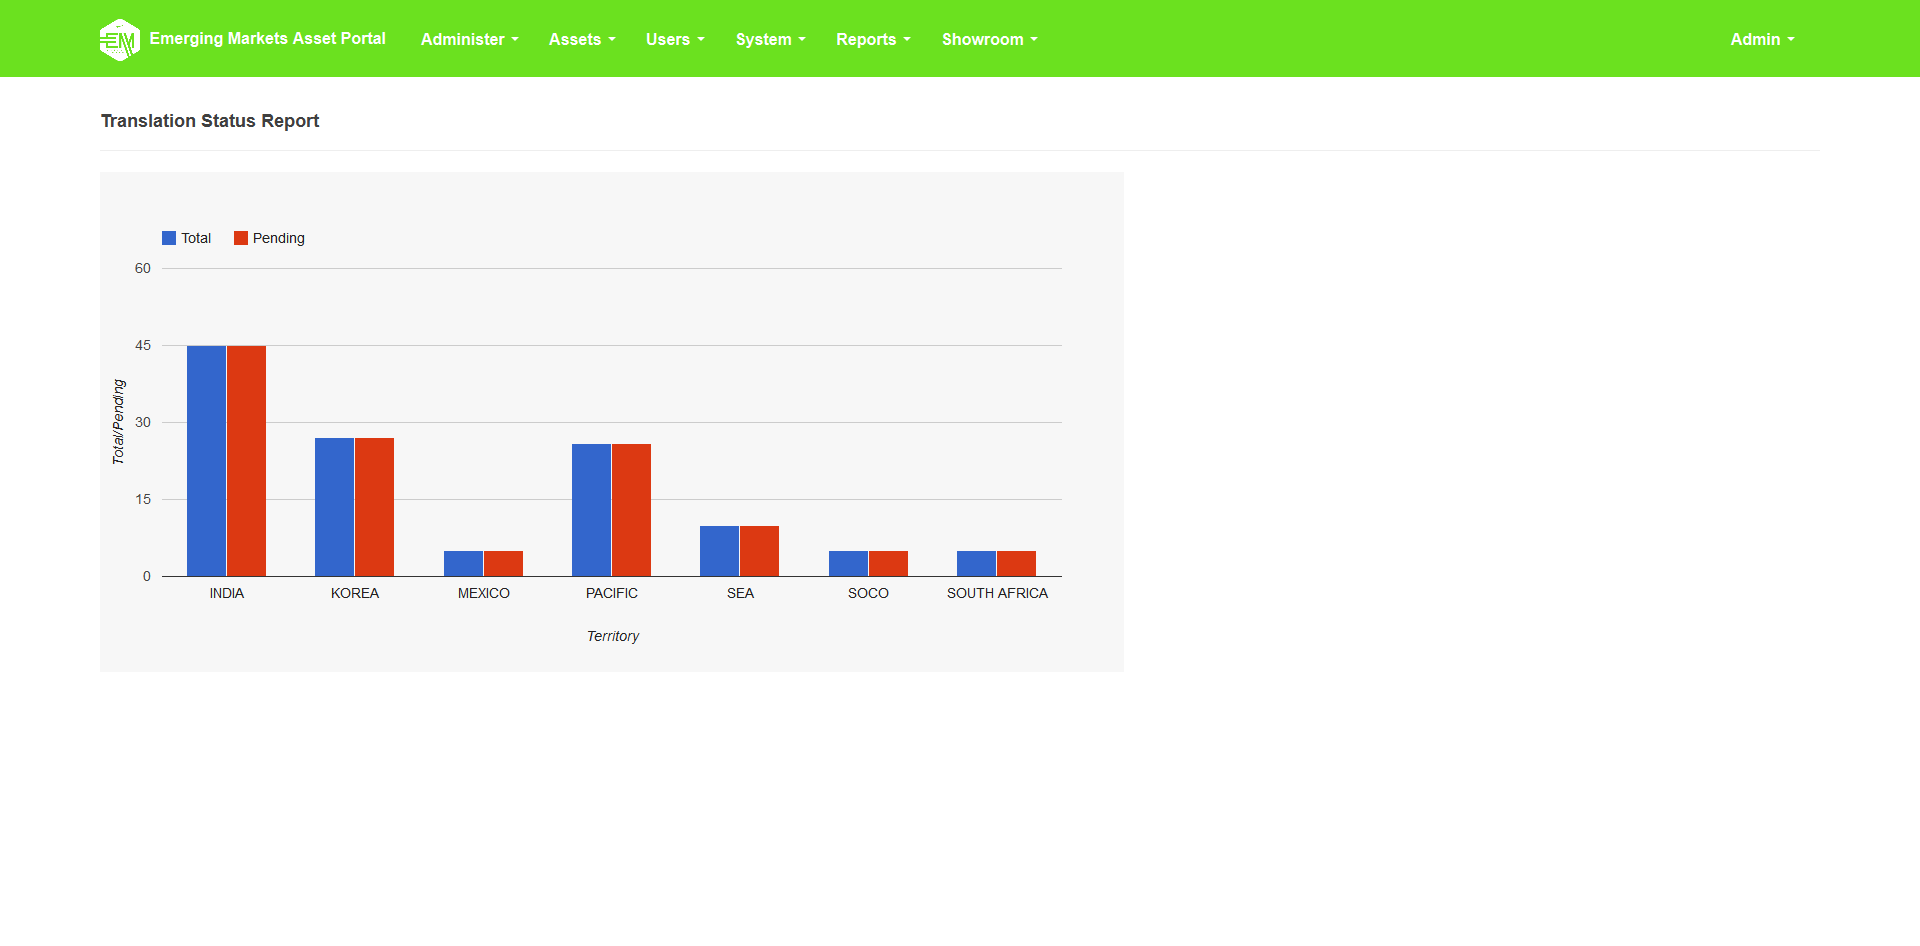 EM Emerging Markets Asset Portal Administer Assets Users System Reports Showroom Admin
Translation Status Report
Total Pending
60
45
30
15
0
Total/Pending
INDIA KOREA MEXICO PACIFIC SEA SOCO SOUTH AFRICA
Territory